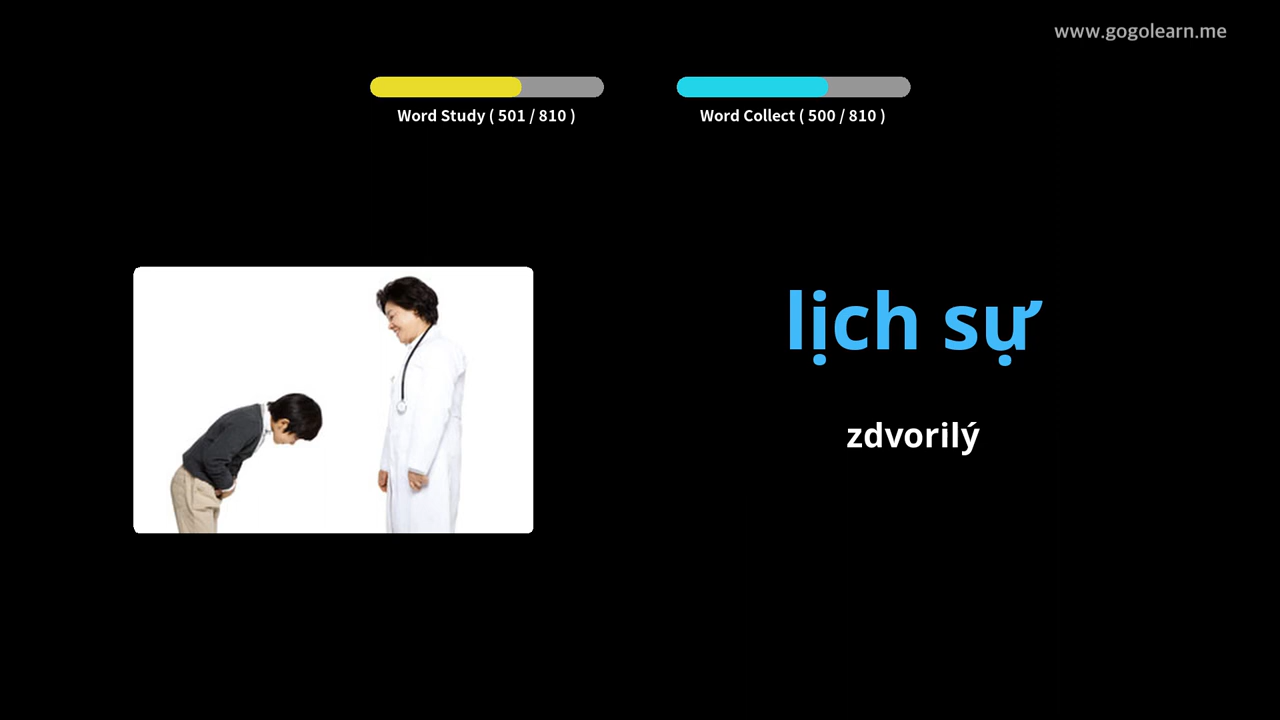 www.gogolearn.me
Word Study ( 501 / 810 )
Word Collect ( 500 / 810 )
lịch sự
zdvorilý